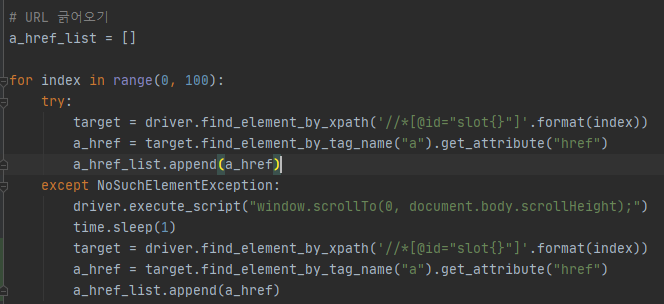 # URL 긁어오기
a_href_list = []
for index in range(0, 100):
try:
target = driver.find_element_by_xpath('//*[@id="slot{}"]'.format(index))
a_href = target.find_element_by_tag_name("a").get_attribute("href")
a_href_list.append(a_href)
except NoSuchElementException:
driver.execute_script("window.scrollTo(0, document.body.scrollHeight);")
time.sleep(1)
target = driver.find_element_by_xpath('//*[@id="slot{}"]'.format(index))
a_href = target.find_element_by_tag_name("a").get_attribute("href")
a_href_list.append(a_href)